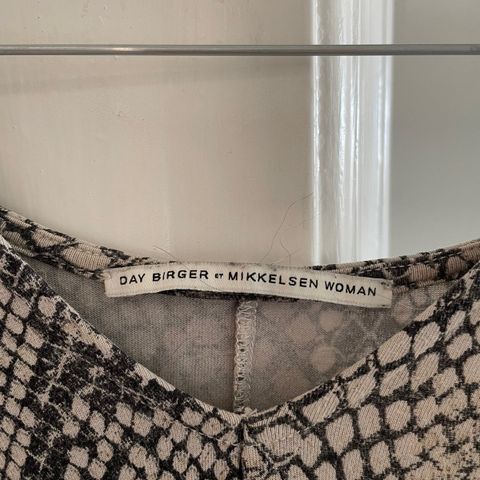 DAY BIRGER ET MIKKELSEN WOMAN